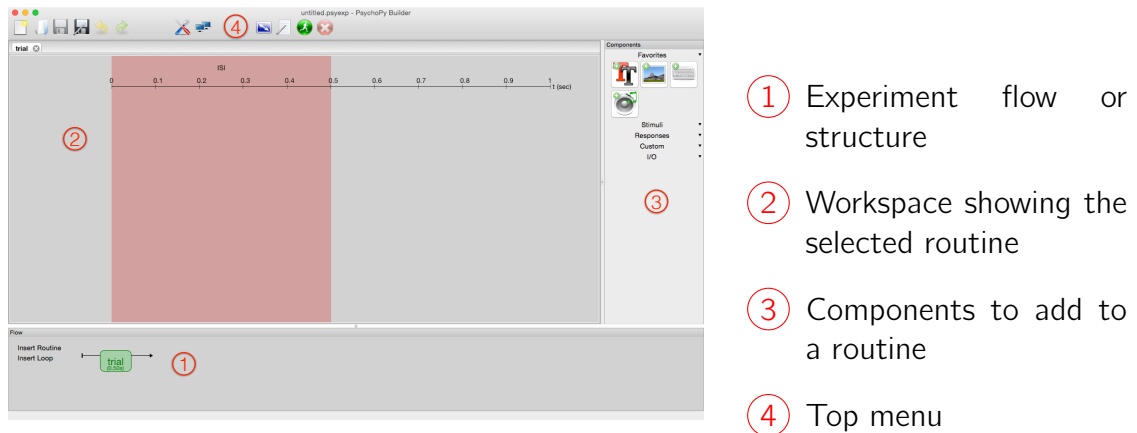 untitled.psyexp - PsychoPy Builder
4
trial
Components
Favorites
ISI
0 0.1 0.2 0.3 0.4 0.5 0.6 0.7 0.8 0.9 1
t (sec)
Stimuli
Responses
Custom
I/O
2
3
Flow
Insert Routine
Insert Loop
trial
(0.50s)
1
1 Experiment flow or
structure
2 Workspace showing the
selected routine
3 Components to add to
a routine
4 Top menu